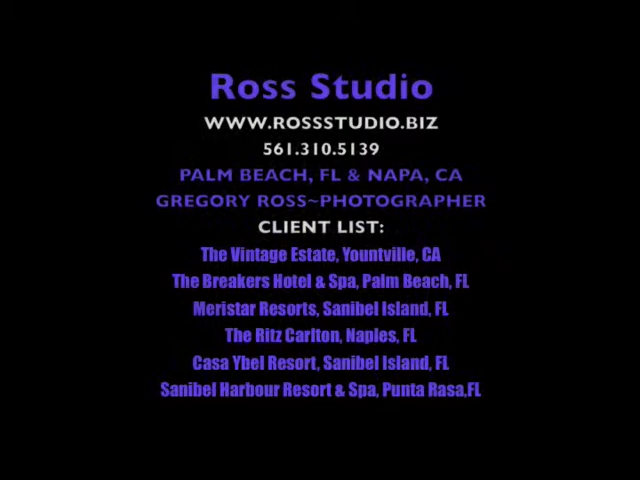 Ross Studio
WWW.ROSSSTUDIO.BIZ
561.310.5139
PALM BEACH, FL & NAPA, CA
GREGORY ROSS~PHOTOGRAPHER
CLIENT LIST:
The Vintage Estate, Yountville, CA
The Breakers Hotel & Spa, Palm Beach, FL
Meristar Resorts, Sanibel Island, FL
The Ritz Carlton, Naples, FL
Casa Ybel Resort, Sanibel Island, FL
Sanibel Harbour Resort & Spa, Punta Rasa,FL